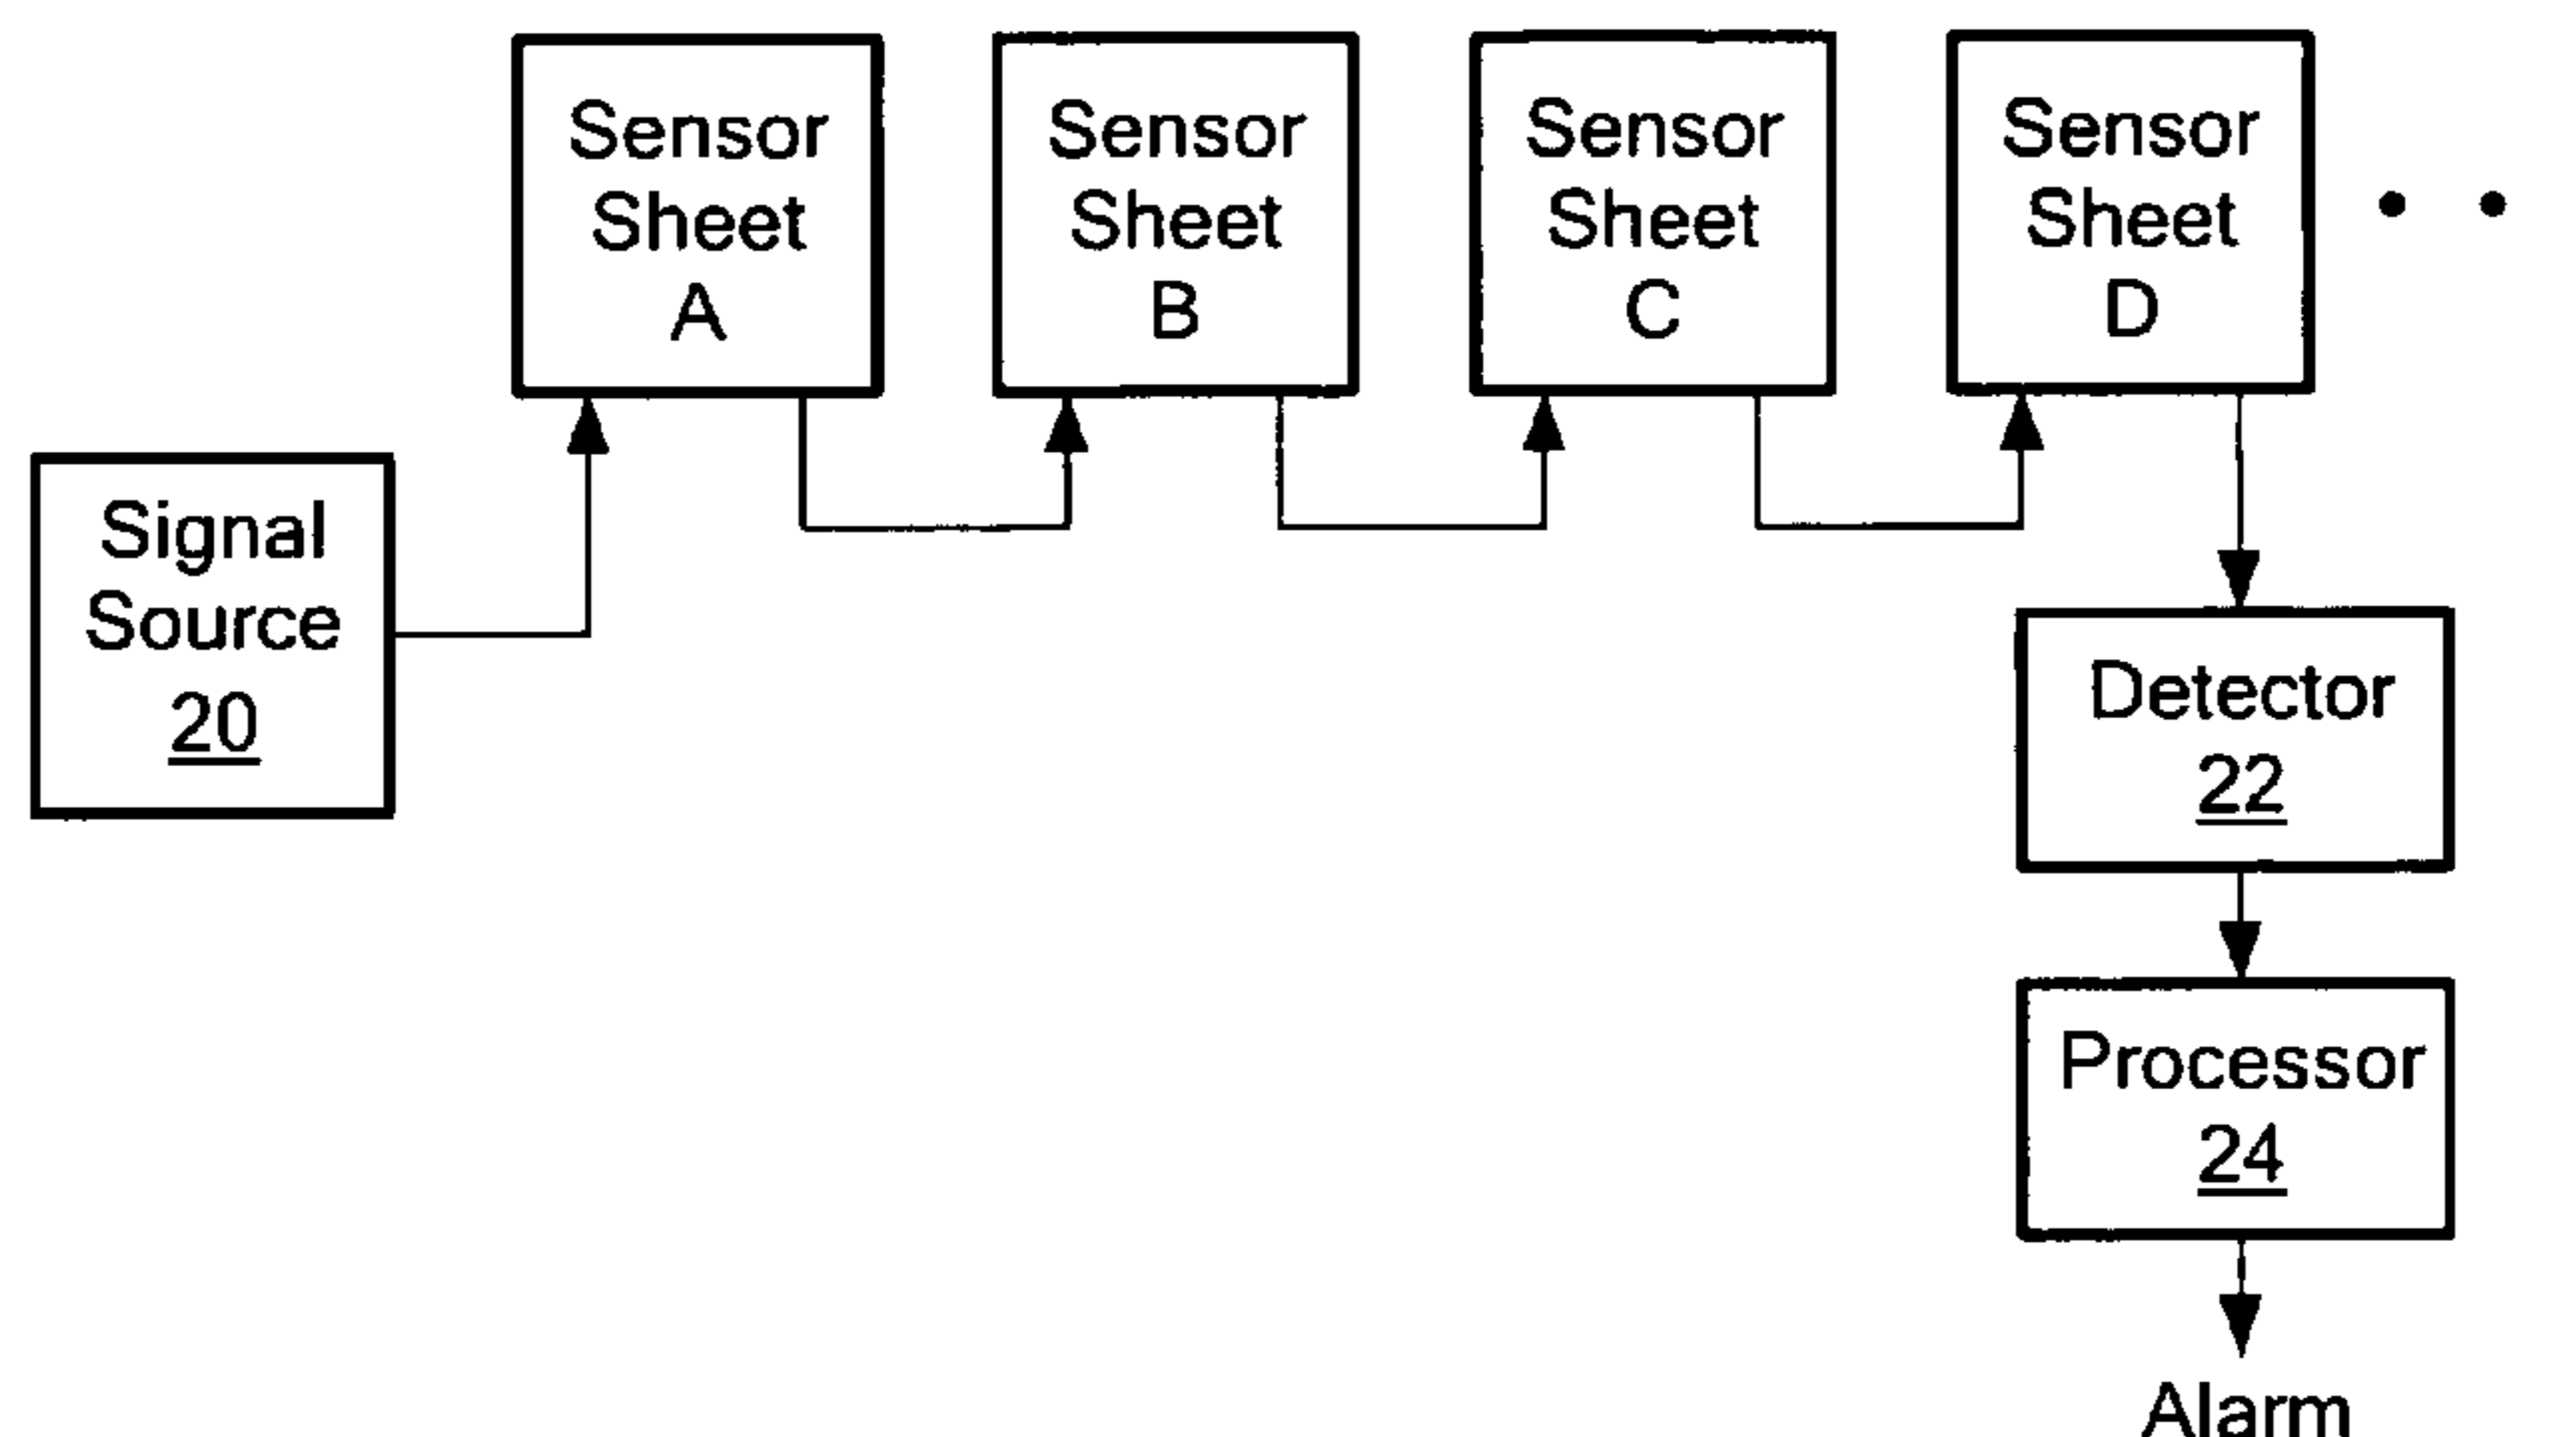 Sensor
Sheet
A
Sensor
Sheet
B
Sensor
Sheet
C
Sensor
Sheet
D
Signal
Source
20
Detector
22
Processor
24
Alarm